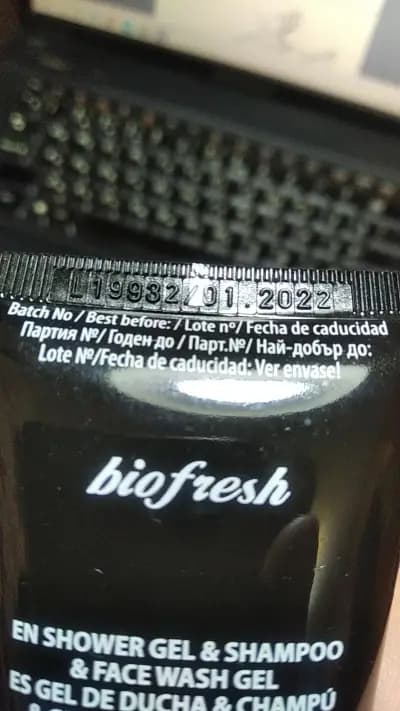 L19932/01.2022
Batch No / Best before: / Lote nº/ Fecha de caducidad
Партия №/ Годен до / Парт.№/ Най-добър до:
Lote №/Fecha de caducidad: Ver envase!
biofresh
EN SHOWER GEL & SHAMPOO
& FACE WASH GEL
ES GEL DE DUCHA & CHAMPÚ